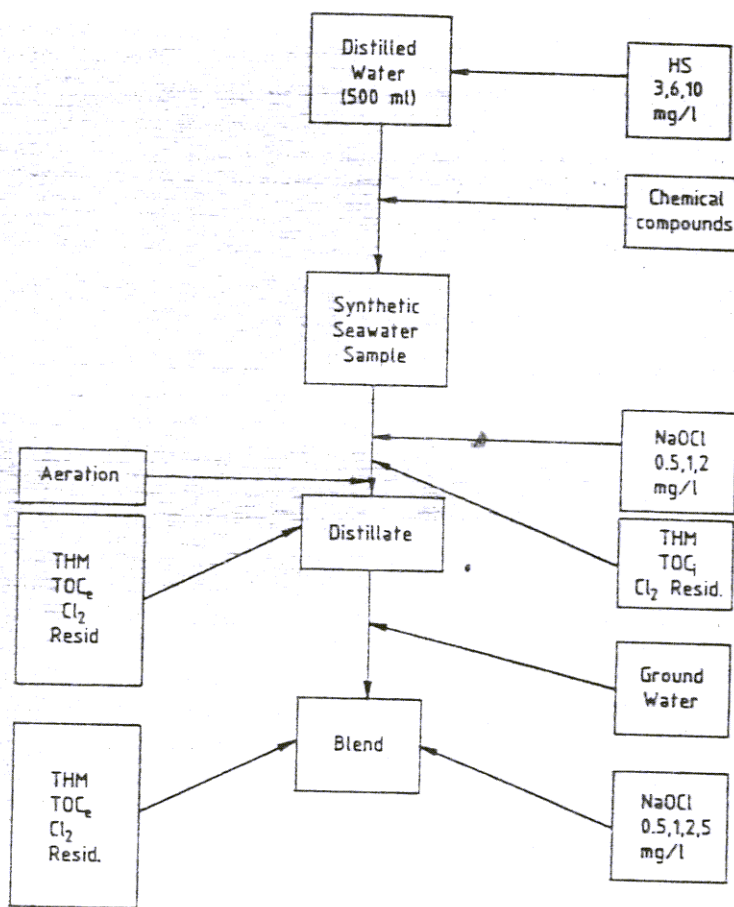 Distilled
Water
(500 ml)
HS
3,6,10
mg/l
Chemical
compounds
Synthetic
Seawater
Sample
NaOCl
0.5,1,2
mg/l
Aeration
Distillate
THM
TOCi
Cl2 Resid.
THM
TOCe
Cl2
Resid
Ground
Water
Blend
THM
TOCe
Cl2
Resid.
NaOCl
0.5,1,2,5
mg/l